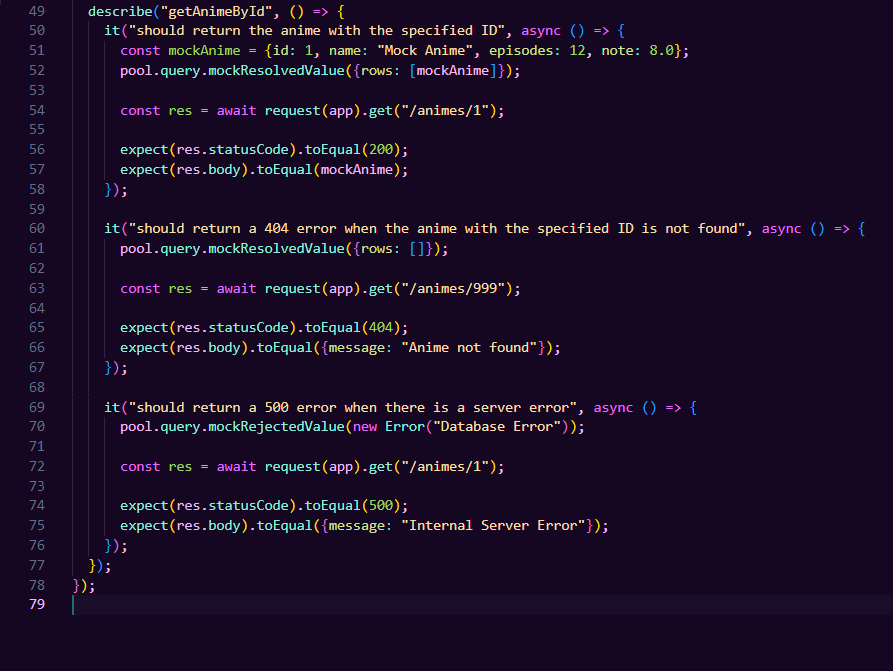 49 describe("getAnimeById", () => {
50 it("should return the anime with the specified ID", async () => {
51 const mockAnime = {id: 1, name: "Mock Anime", episodes: 12, note: 8.0};
52 pool.query.mockResolvedValue({rows: [mockAnime]});
53
54 const res = await request(app).get("/animes/1");
55
56 expect(res.statusCode).toEqual(200);
57 expect(res.body).toEqual(mockAnime);
58 });
59
60 it("should return a 404 error when the anime with the specified ID is not found", async () => {
61 pool.query.mockResolvedValue({rows: []});
62
63 const res = await request(app).get("/animes/999");
64
65 expect(res.statusCode).toEqual(404);
66 expect(res.body).toEqual({message: "Anime not found"});
67 });
68
69 it("should return a 500 error when there is a server error", async () => {
70 pool.query.mockRejectedValue(new Error("Database Error"));
71
72 const res = await request(app).get("/animes/1");
73
74 expect(res.statusCode).toEqual(500);
75 expect(res.body).toEqual({message: "Internal Server Error"});
76 });
77 });
78 });
79